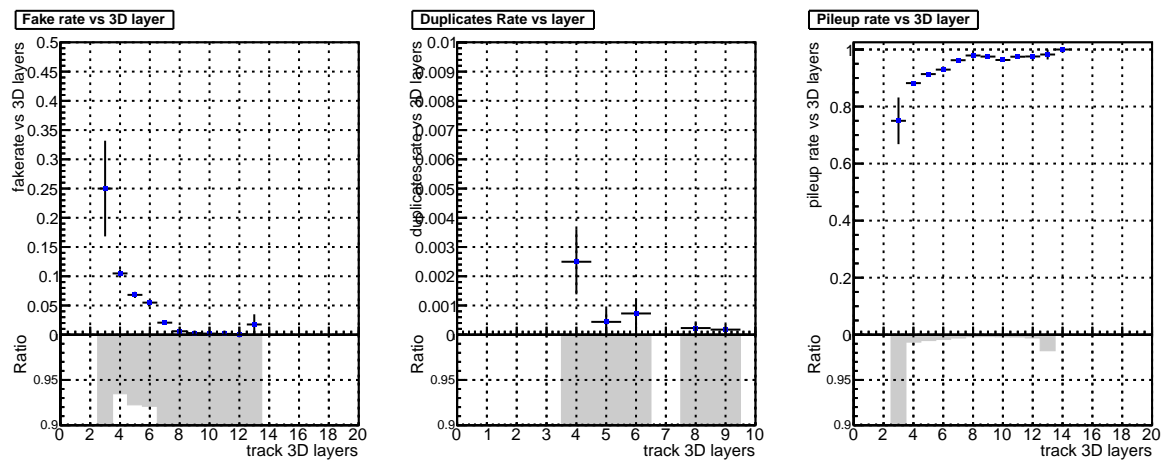 Fake rate vs 3D layer
fakerate vs 3D layers
0.5
0.45
0.4
0.35
0.3
0.25
0.2
0.15
0.1
0.05
0
Ratio
0
0.95
0.9
0 2 4 6 8 10 12 14 16 18 20
track 3D layers
Duplicates Rate vs layer
duplicates rate vs 3D layers
0.01
0.009
0.008
0.007
0.006
0.005
0.004
0.003
0.002
0.001
0
Ratio
0
0.95
0.9
0 1 2 3 4 5 6 7 8 9 10
track 3D layers
Pileup rate vs 3D layer
pileup rate vs 3D layers
1
0.8
0.6
0.4
0.2
0
Ratio
0
0.95
0.9
0 2 4 6 8 10 12 14 16 18 20
track 3D layers